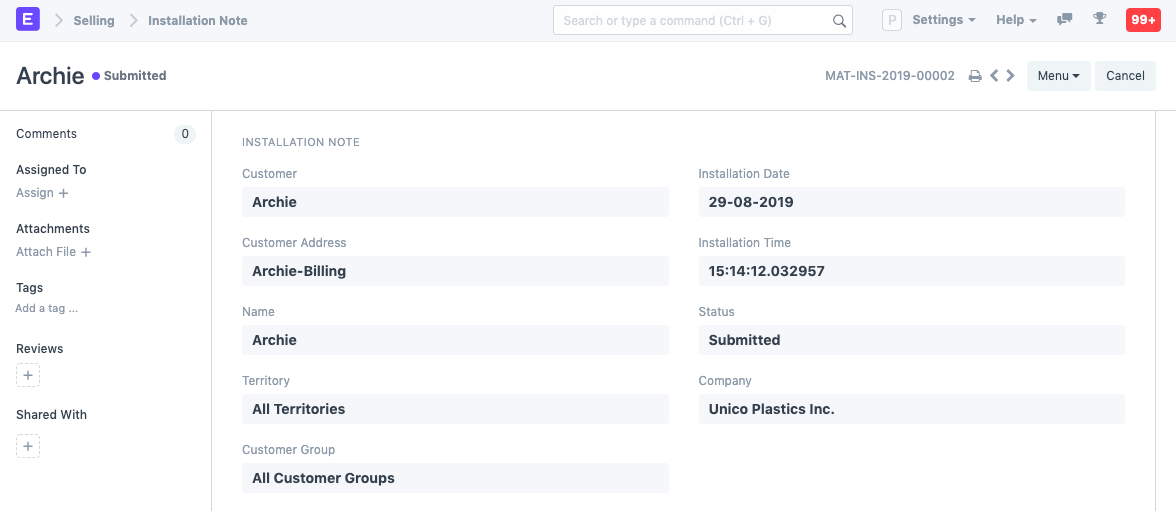 E Selling Installation Note Search or type a command (Ctrl + G) P Settings Help 99+
Archie Submitted MAT-INS-2019-00002 Menu Cancel
Comments 0
Assigned To
Assign +
Attachments
Attach File +
Tags
Add a tag ...
Reviews
+
Shared With
+
INSTALLATION NOTE
Customer
Archie
Customer Address
Archie-Billing
Name
Archie
Territory
All Territories
Customer Group
All Customer Groups
Installation Date
29-08-2019
Installation Time
15:14:12.032957
Status
Submitted
Company
Unico Plastics Inc.